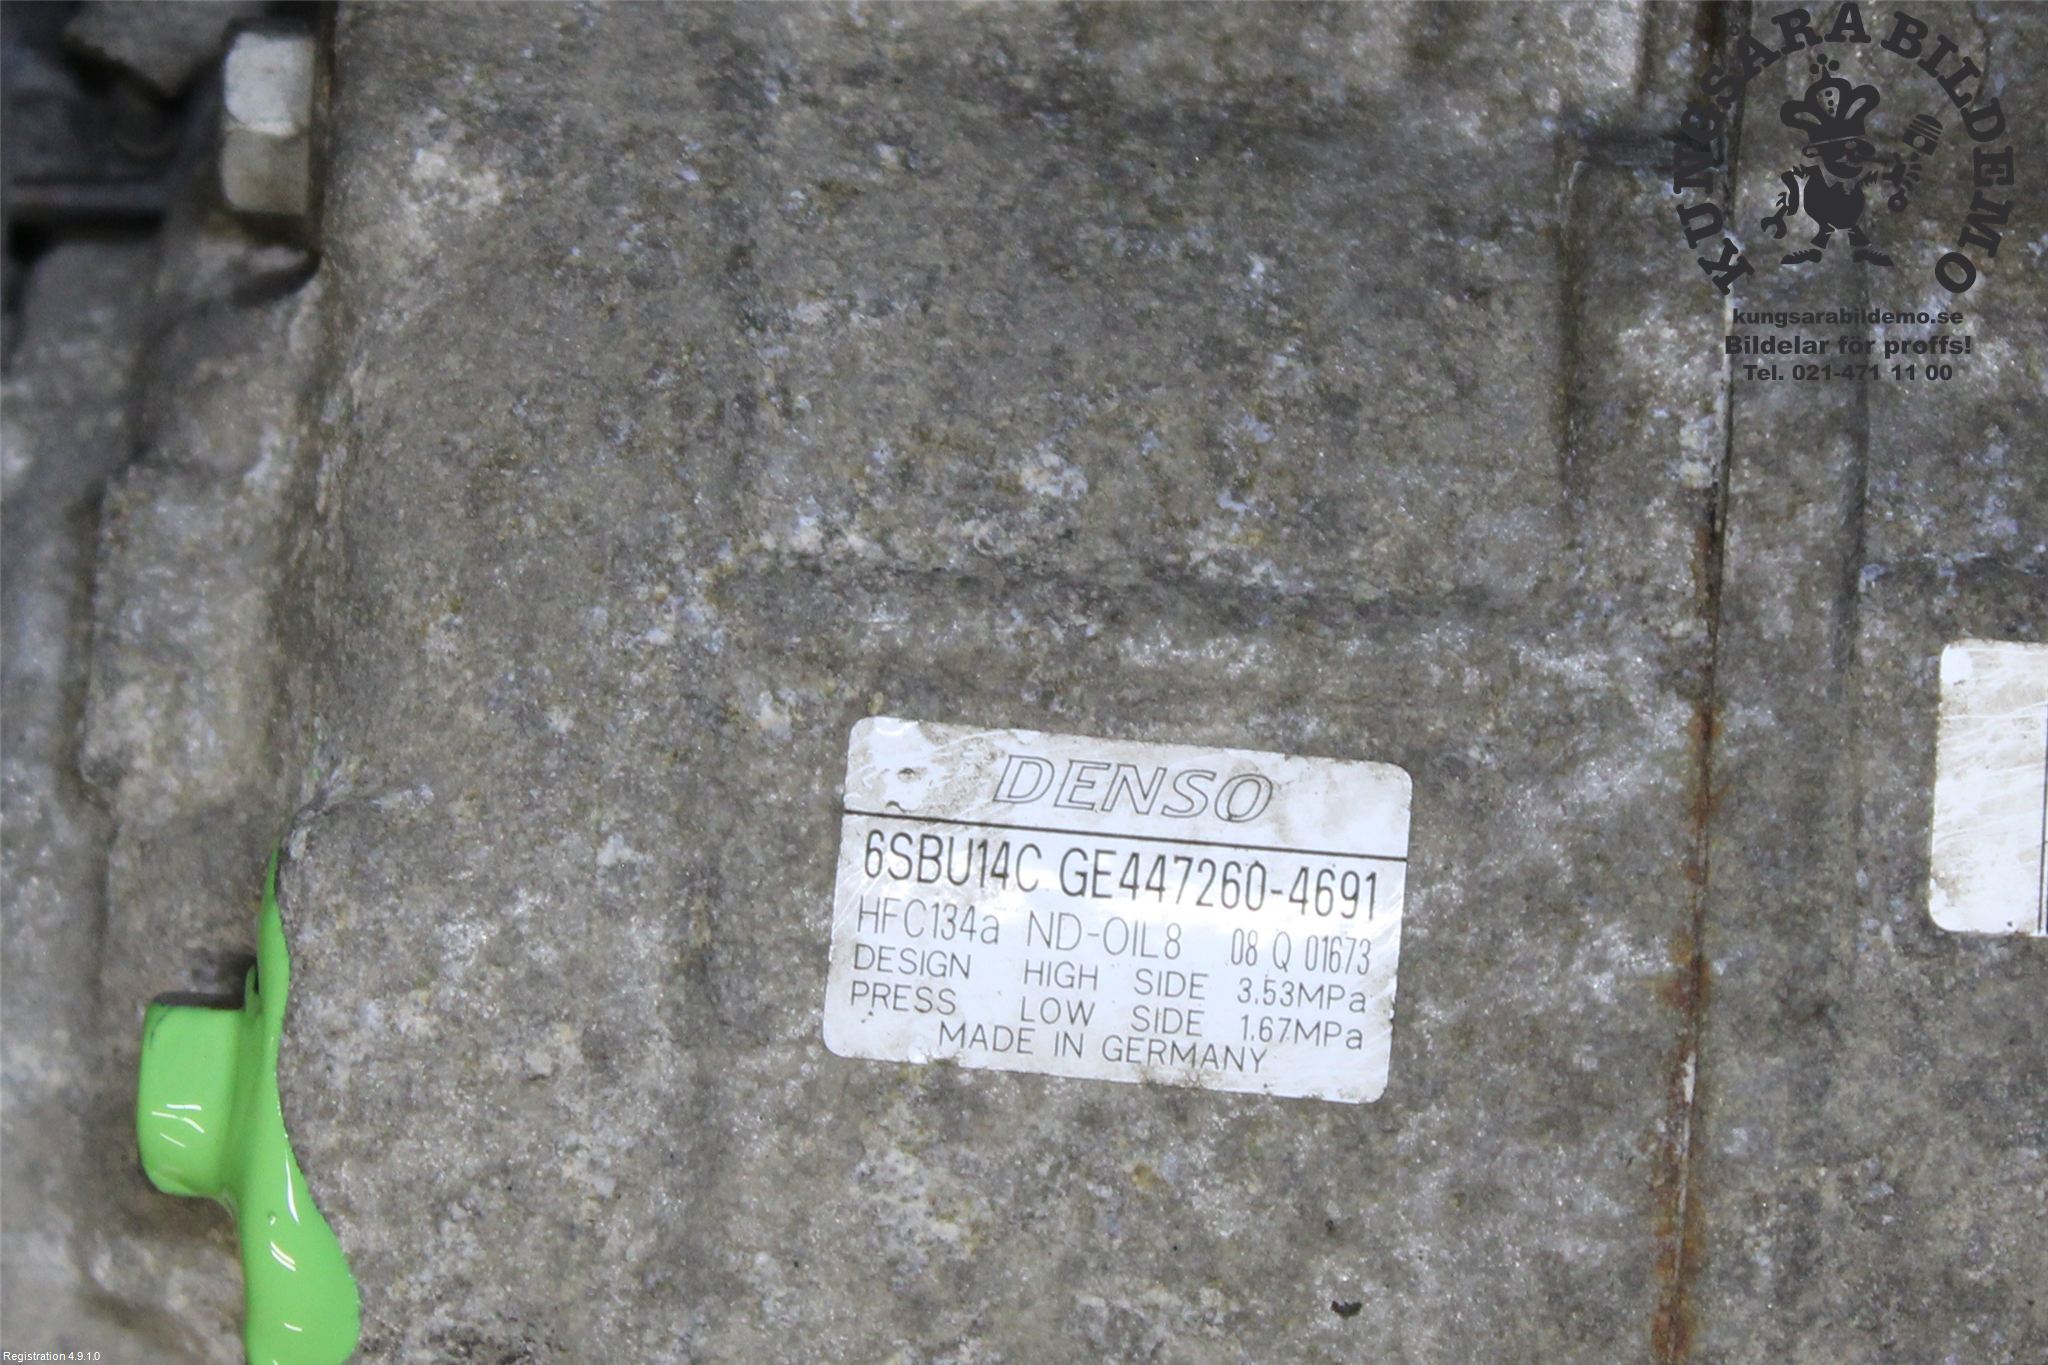 KUNGSÄRA BILDEMO
kungsarabildemo.se
Bildelar för proffs!
Tel. 021-471 11 00
DENSO
6SBU14C GE447260-4691
HFC134a ND-OIL8 08 Q 01673
DESIGN HIGH SIDE 3.53MPa
PRESS LOW SIDE 1.67MPa
MADE IN GERMANY
Registration 4.9.1.0